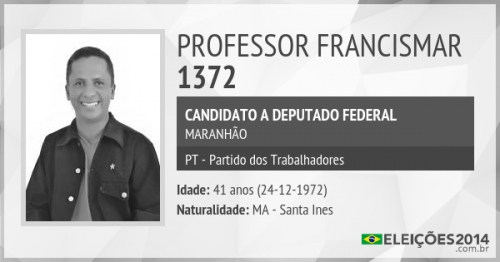 PROFESSOR FRANCISMAR
1372
CANDIDATO A DEPUTADO FEDERAL
MARANHÃO
PT - Partido dos Trabalhadores
Idade: 41 anos (24-12-1972)
Naturalidade: MA - Santa Ines
ELEIÇÕES2014
.com.br